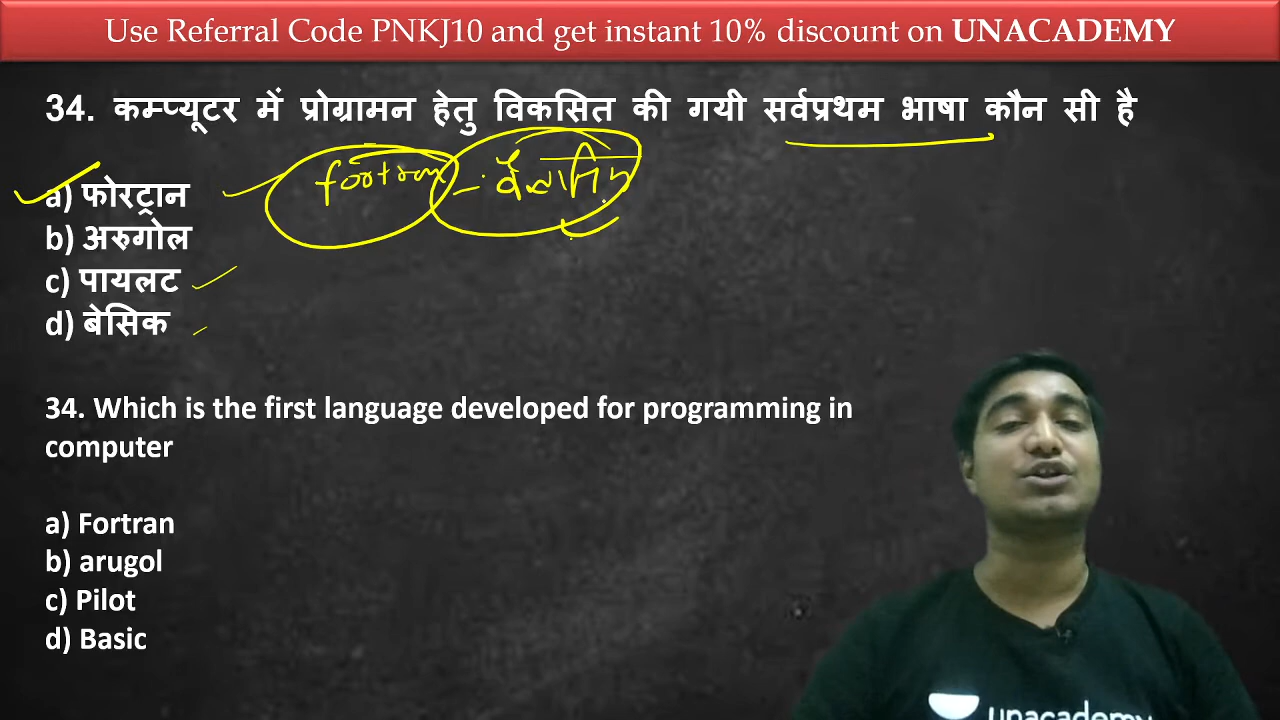 Use Referral Code PNKJ10 and get instant 10% discount on UNACADEMY
34. कम्प्यूटर में प्रोग्रामन हेतु विकसित की गयी सर्वप्रथम भाषा कौन सी है
fortran -
a) फोरट्रान
b) अरुगोल
c) पायलट
d) बेसिक
34. Which is the first language developed for programming in
computer
a) Fortran
b) arugol
c) Pilot
d) Basic
unacademy